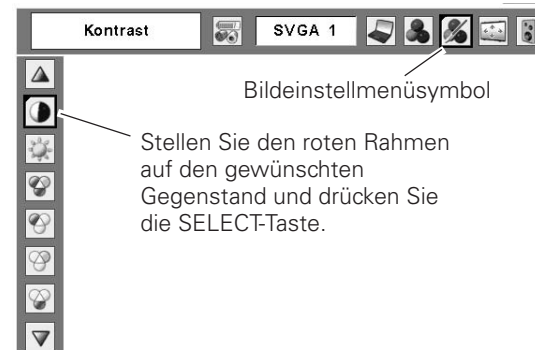 Kontrast
SVGA 1
Bildeinstellmenüsymbol
Stellen Sie den roten Rahmen
auf den gewünschten
Gegenstand und drücken Sie
die SELECT-Taste.